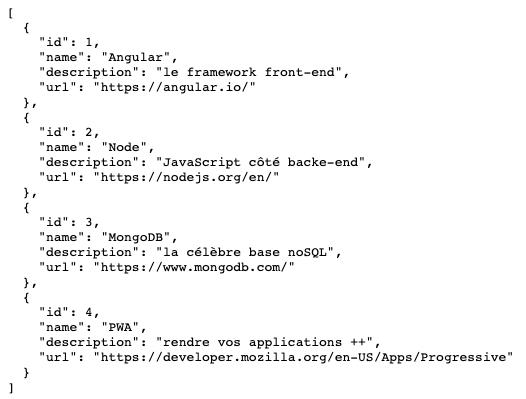 [
  {
    "id": 1,
    "name": "Angular",
    "description": "le framework front-end",
    "url": "https://angular.io/"
  },
  {
    "id": 2,
    "name": "Node",
    "description": "JavaScript côté backe-end",
    "url": "https://nodejs.org/en/"
  },
  {
    "id": 3,
    "name": "MongoDB",
    "description": "la célèbre base noSQL",
    "url": "https://www.mongodb.com/"
  },
  {
    "id": 4,
    "name": "PWA",
    "description": "rendre vos applications ++",
    "url": "https://developer.mozilla.org/en-US/Apps/Progressive"
  }
]